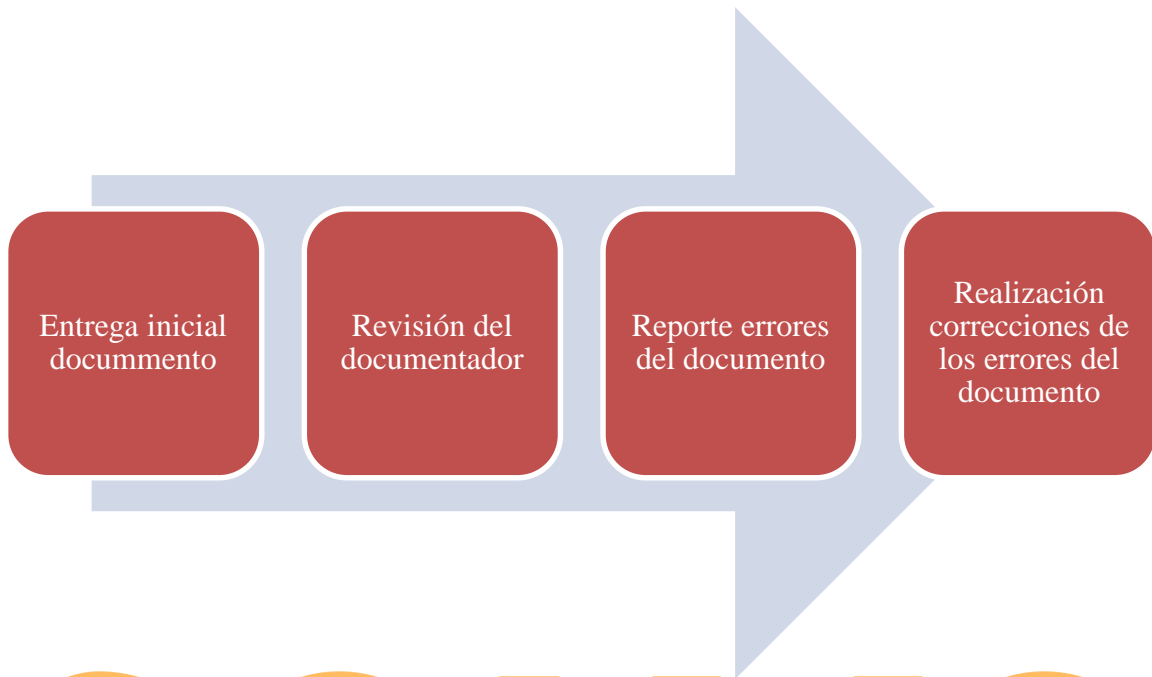 Entrega inicial
docummento
Revisión del
documentador
Reporte errores
del documento
Realización
correcciones de
los errores del
documento